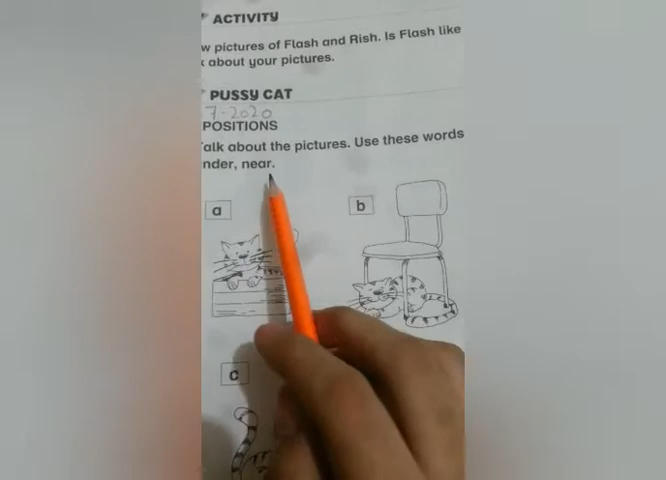 ACTIVITY
w pictures of Flash and Rish. Is Flash like
k about your pictures.
PUSSY CAT
7-2020
POSITIONS
alk about the pictures. Use these words
nder, near.
a
b
c